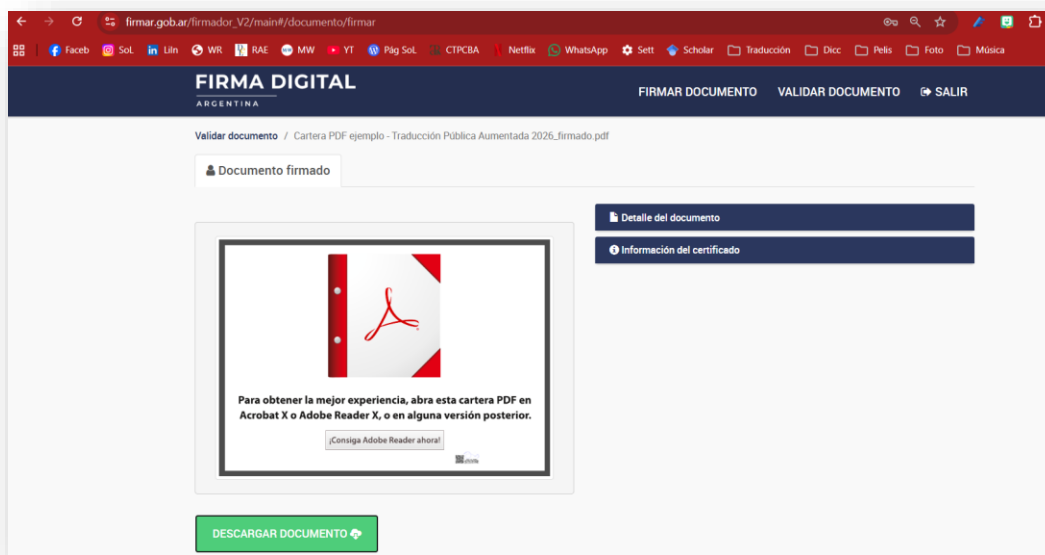 firmar.gob.ar/firmador_V2/main#/documento/firmar
Faceb SoL Liln WR RAE MW YT Pág SoL CTPCBA Netflix WhatsApp Sett Scholar Traducción Dicc Pelis Foto Música
FIRMA DIGITAL
ARGENTINA
FIRMAR DOCUMENTO VALIDAR DOCUMENTO SALIR
Validar documento / Cartera PDF ejemplo - Traducción Pública Aumentada 2026_firmado.pdf
Documento firmado
Detalle del documento
Información del certificado
Para obtener la mejor experiencia, abra esta cartera PDF en
Acrobat X o Adobe Reader X, o en alguna versión posterior.
¡Consiga Adobe Reader ahora!
DESCARGAR DOCUMENTO